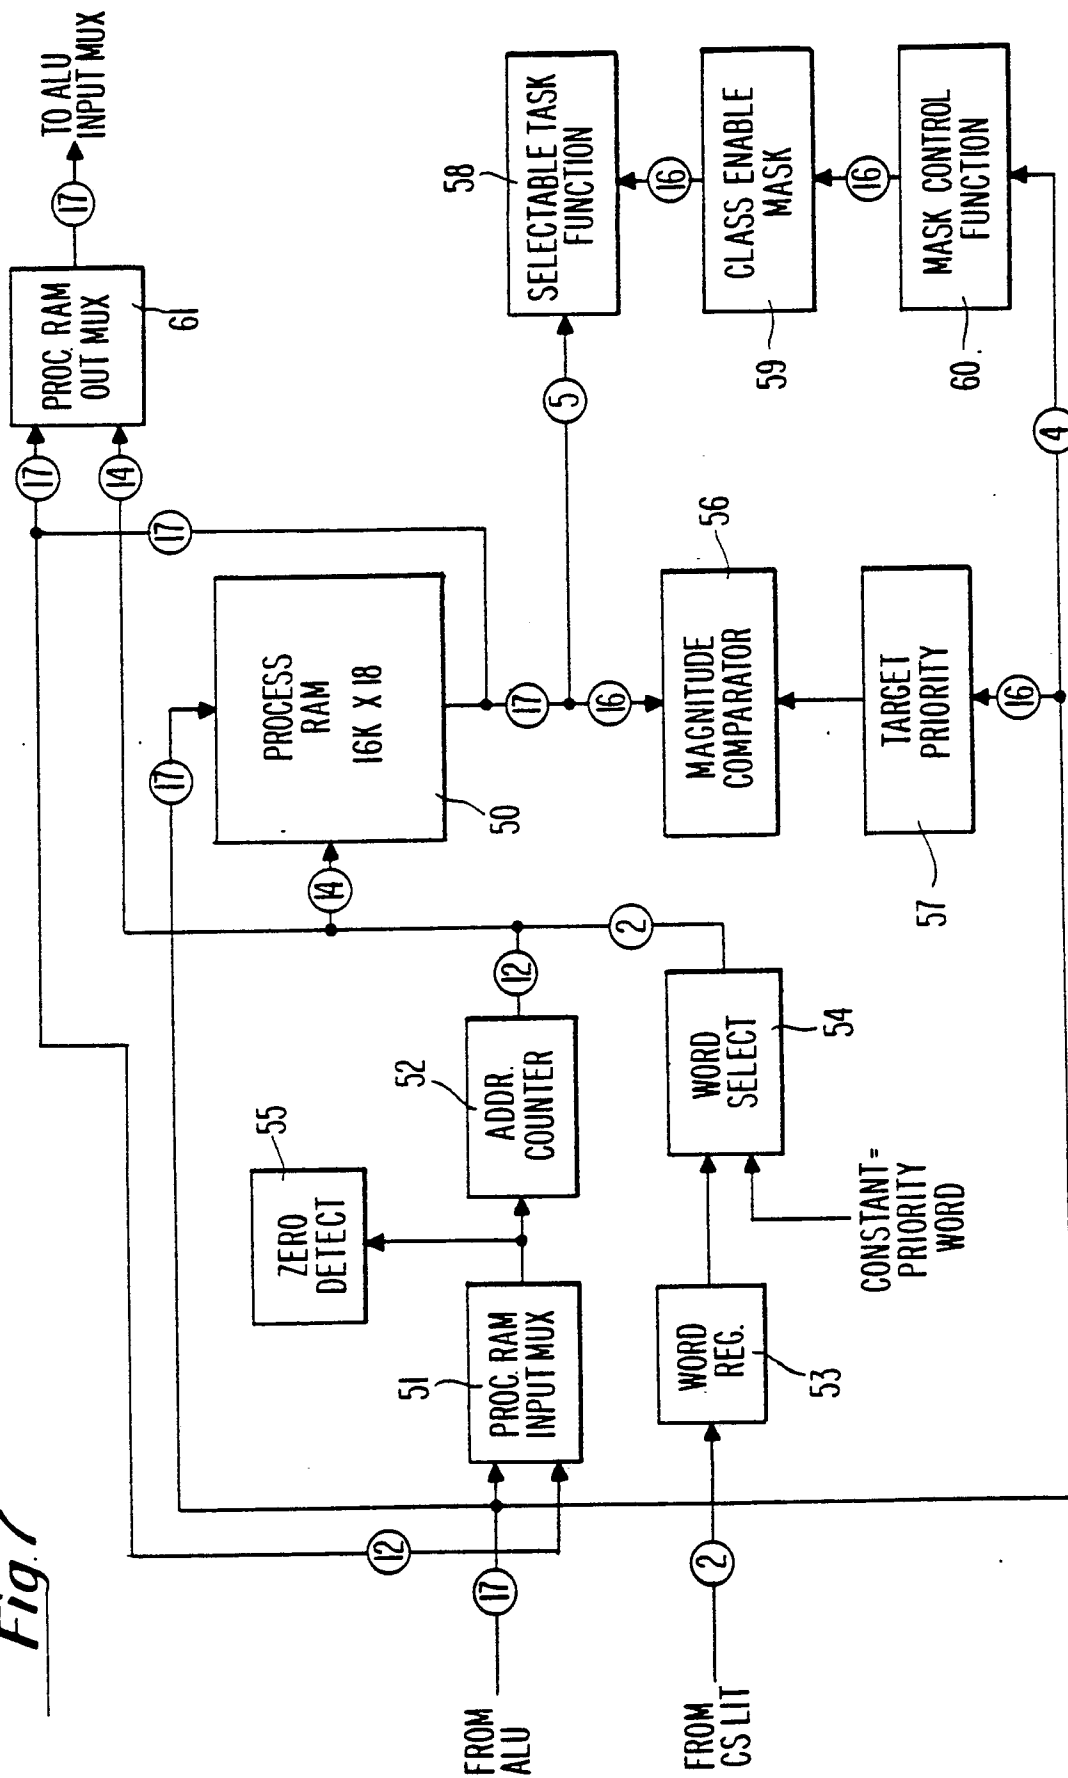 Fig. 7
FROM
ALU
17
12
PROC. RAM
INPUT MUX
51
ZERO
DETECT
55
ADDR.
COUNTER
52
12
14
17
PROCESS
RAM
16K X 18
50
17
17
14
PROC. RAM
OUT MUX
61
17
TO ALU
INPUT MUX
FROM
CS LIT
2
WORD
REG.
53
CONSTANT=
PRIORITY
WORD
WORD
SELECT
54
2
17
16
MAGNITUDE
COMPARATOR
56
TARGET
PRIORITY
57
16
5
SELECTABLE TASK
FUNCTION
58
16
CLASS ENABLE
MASK
59
16
MASK CONTROL
FUNCTION
60.
4